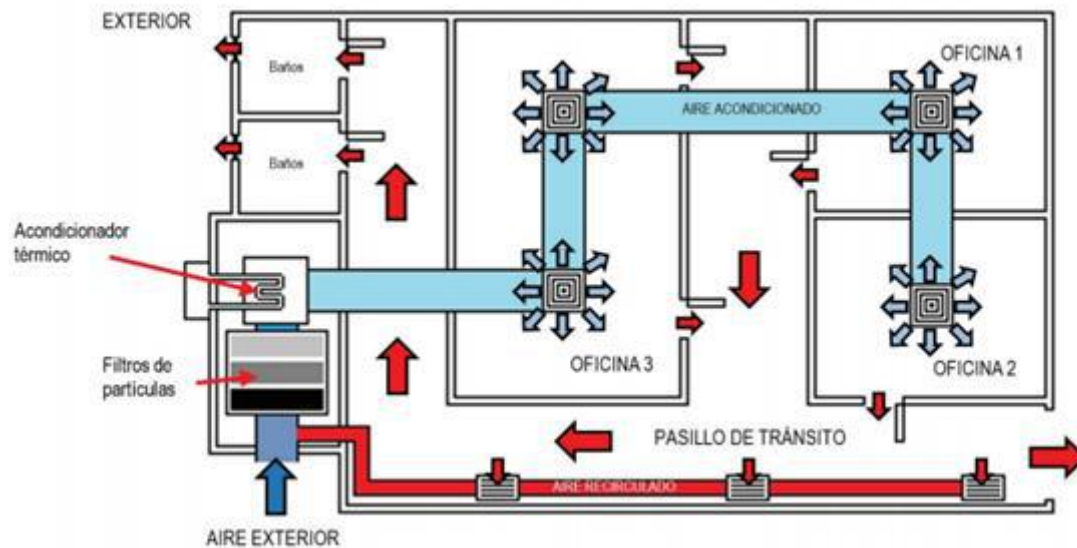 EXTERIOR
Baños
OFICINA 1
AIRE ACONDICIONADO
Baños
Acondicionador
térmico
Filtros de
partículas
OFICINA 3
OFICINA 2
PASILLO DE TRÁNSITO
AIRE RECIRCULADO
AIRE EXTERIOR